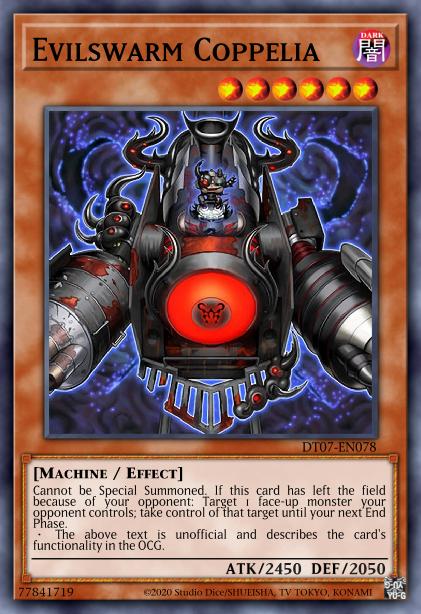 Evilswarm Coppelia
DARK
闇
DT07-EN078
[Machine / Effect]
Cannot be Special Summoned. If this card has left the field
because of your opponent: Target 1 face-up monster your
opponent controls; take control of that target until your next End
Phase.
· The above text is unofficial and describes the card's
functionality in the OCG.
ATK/2450 DEF/2050
77841719
©2020 Studio Dice/SHUEISHA, TV TOKYO, KONAMI